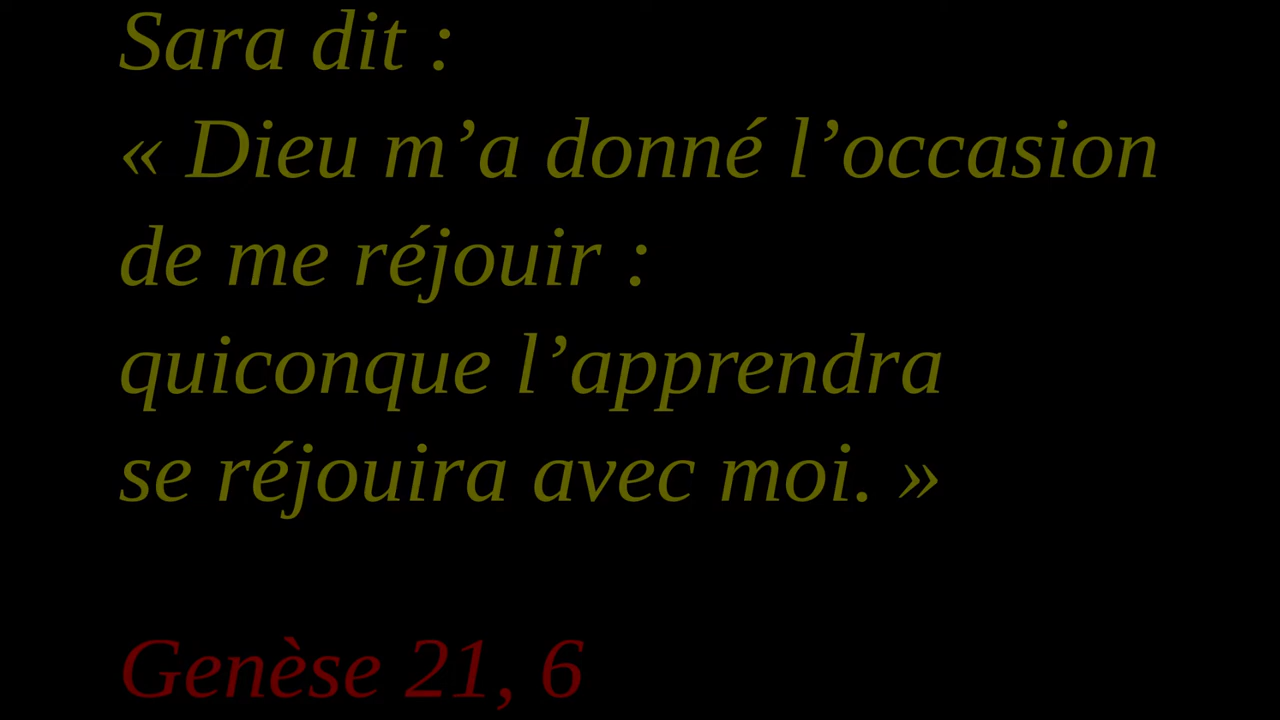 Sara dit :
« Dieu m’a donné l’occasion
de me réjouir :
quiconque l’apprendra
se réjouira avec moi. »
Genèse 21, 6